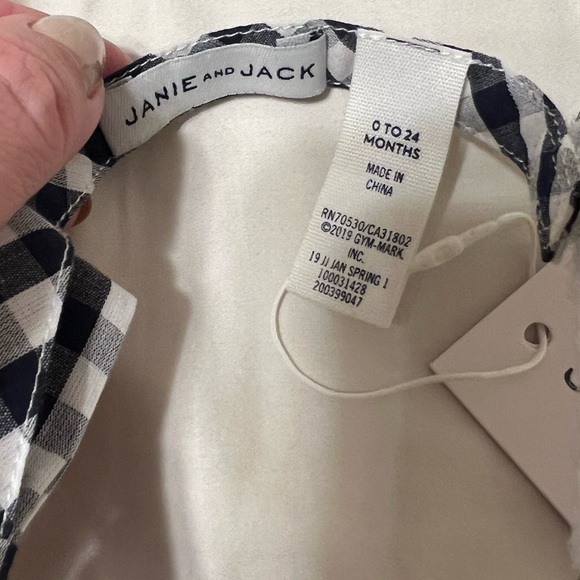 JANIE AND JACK
0 TO 24
MONTHS
MADE IN
CHINA
RN70530/CA31802
©2019 GYM-MARK
INC.
19 JJ JAN SPRING 1
100031428
200399047